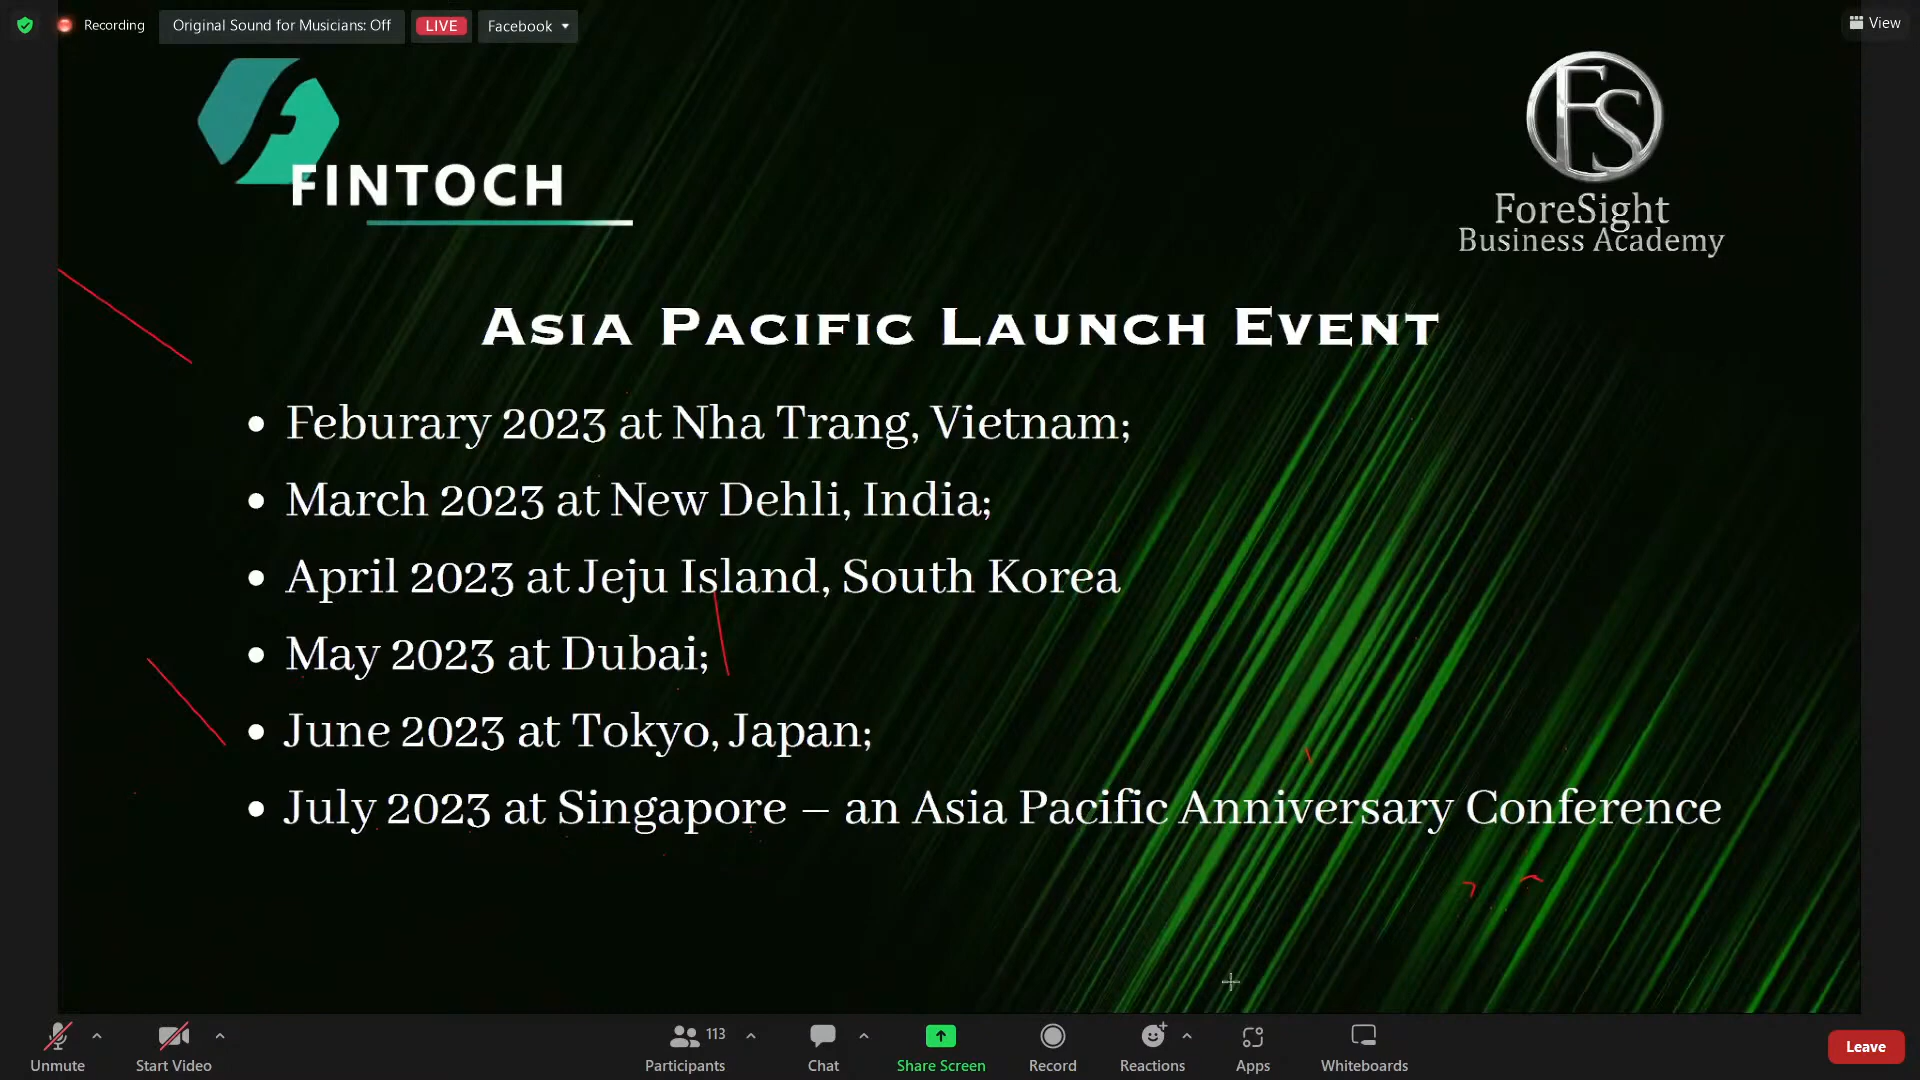 Recording
Original Sound for Musicians: Off
LIVE
Facebook
View
FINTOCH
FS
ForeSight
Business Academy
Asia Pacific Launch Event
• Feburary 2023 at Nha Trang, Vietnam;
• March 2023 at New Dehli, India;
• April 2023 at Jeju Island, South Korea
• May 2023 at Dubai;
• June 2023 at Tokyo, Japan;
• July 2023 at Singapore – an Asia Pacific Anniversary Conference
Unmute
Start Video
113
Participants
Chat
Share Screen
Record
Reactions
Apps
Whiteboards
Leave